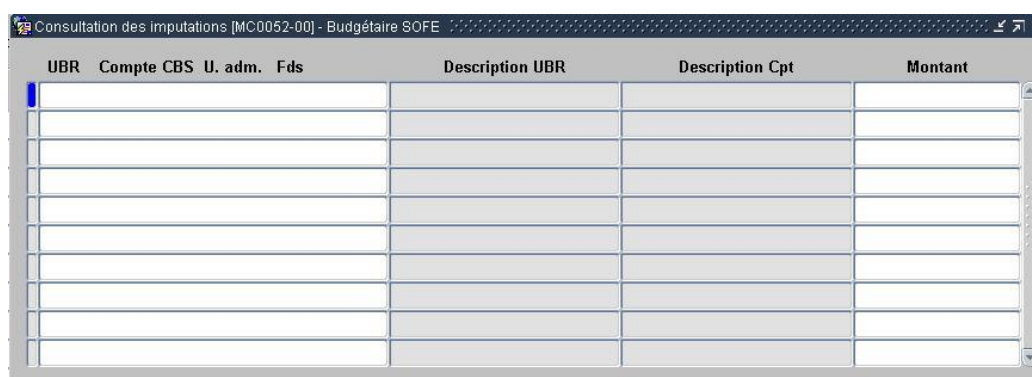 Consultation des imputations [MC0052-00] - Budgétaire SOFE
UBR Compte CBS U. adm. Fds Description UBR Description Cpt Montant